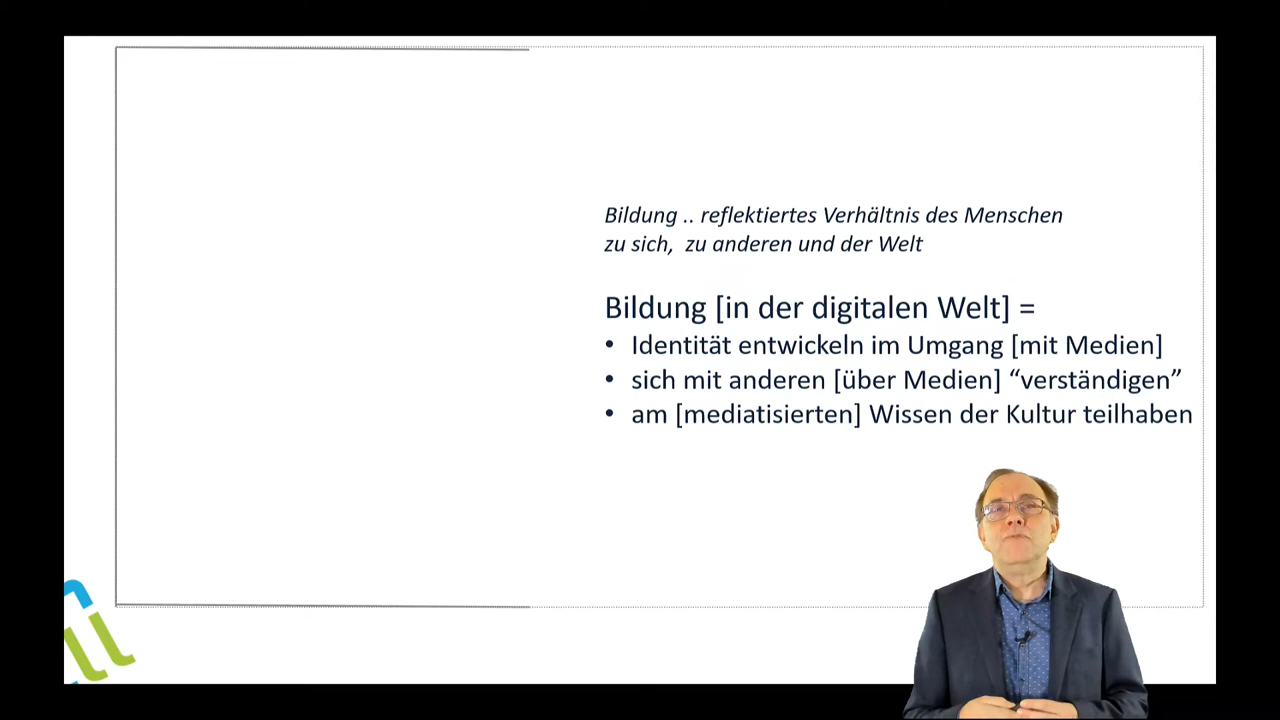 Bildung .. reflektiertes Verhältnis des Menschen
zu sich, zu anderen und der Welt
Bildung [in der digitalen Welt] =
• Identität entwickeln im Umgang [mit Medien]
• sich mit anderen [über Medien] “verständigen”
• am [mediatisierten] Wissen der Kultur teilhaben